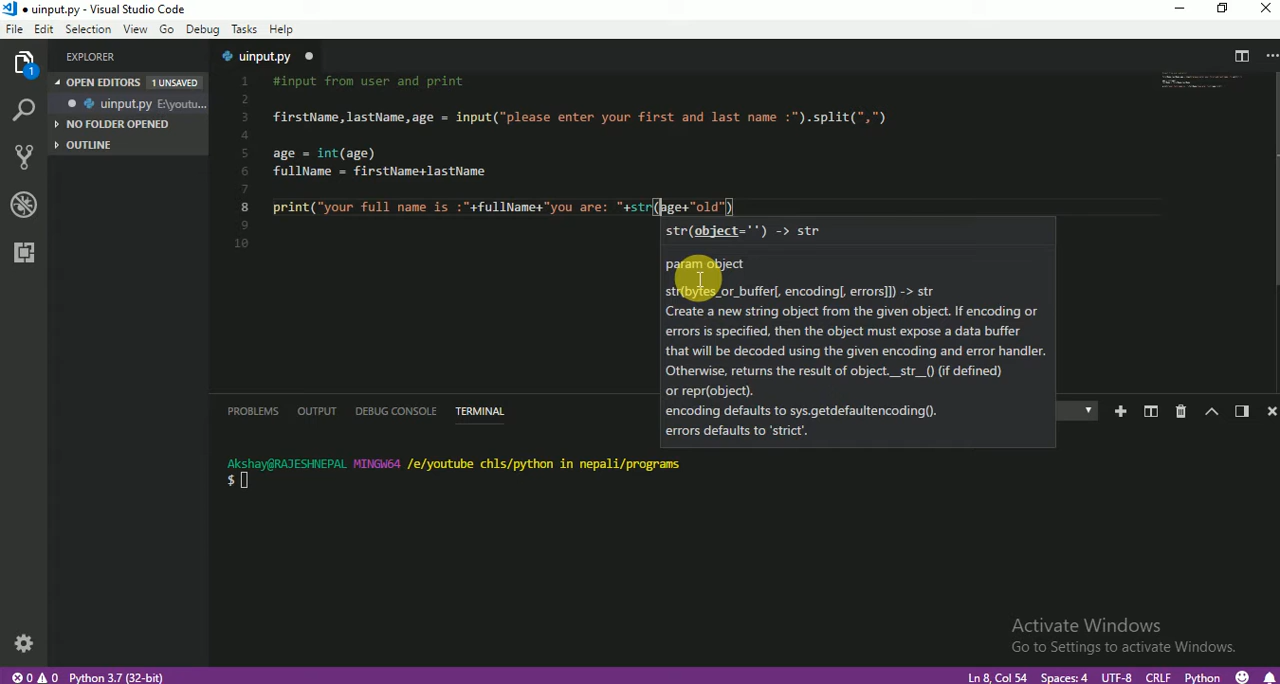 uinput.py - Visual Studio Code
File Edit Selection View Go Debug Tasks Help
EXPLORER
uinput.py
OPEN EDITORS 1 UNSAVED
uinput.py E:\youtu...
NO FOLDER OPENED
OUTLINE
1
1 #input from user and print
2
3 firstName,lastName,age = input("please enter your first and last name :").split(",")
4
5 age = int(age)
6 fullName = firstName+lastName
7
8 print("your full name is :"+fullName+"you are: "+str(age+"old")
9
10
str(object='') -> str
param object
str(bytes_or_buffer[, encoding[, errors]]) -> str
Create a new string object from the given object. If encoding or
errors is specified, then the object must expose a data buffer
that will be decoded using the given encoding and error handler.
Otherwise, returns the result of object.__str__() (if defined)
or repr(object).
encoding defaults to sys.getdefaultencoding().
errors defaults to 'strict'.
PROBLEMS OUTPUT DEBUG CONSOLE TERMINAL
Akshay@RAJESHNEPAL MINGW64 /e/youtube chls/python in nepali/programs
$
Activate Windows
Go to Settings to activate Windows.
0 0 Python 3.7 (32-bit) Ln 8, Col 54 Spaces: 4 UTF-8 CRLF Python